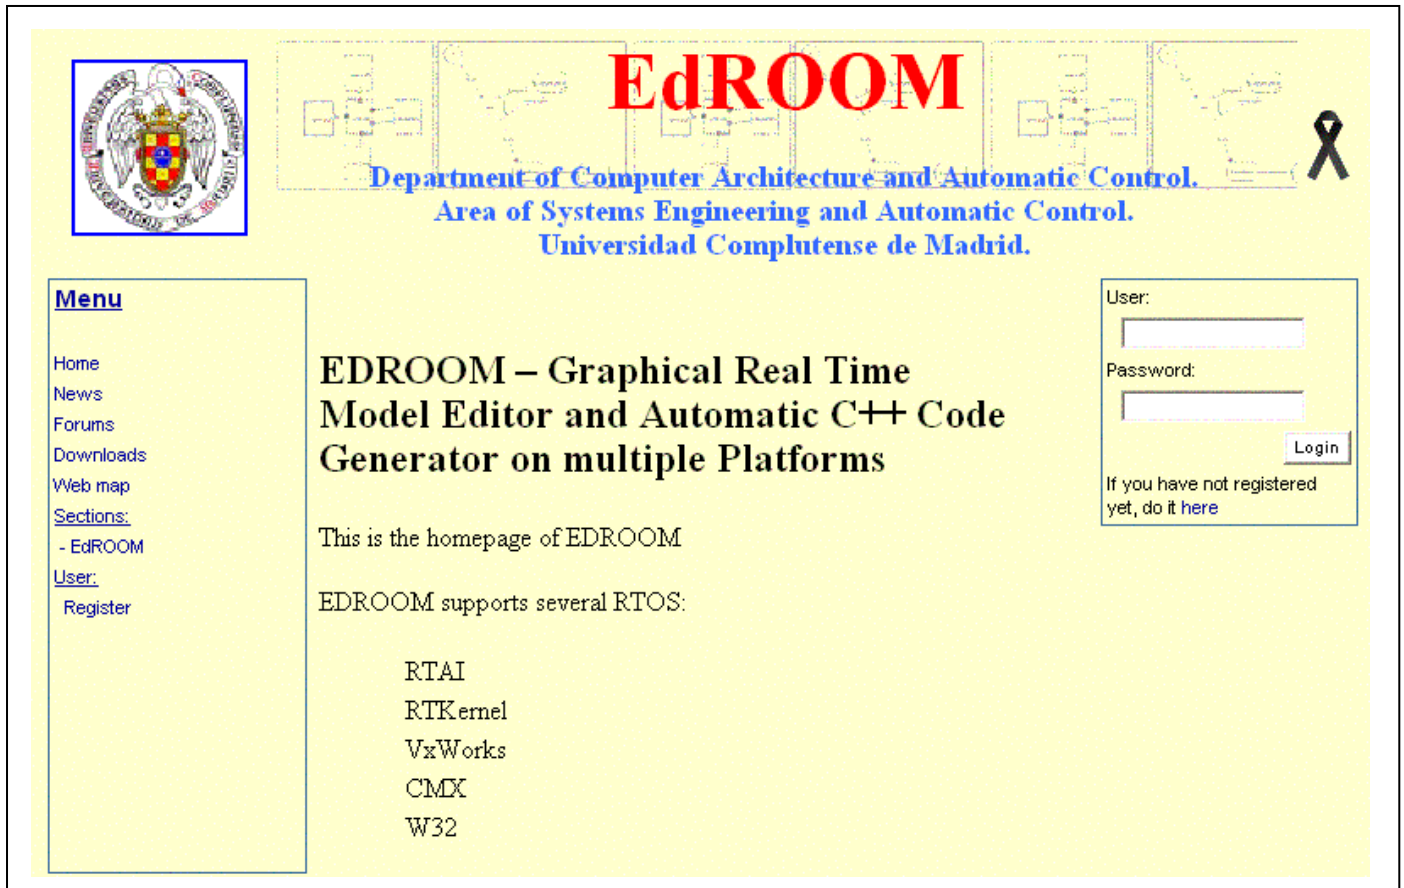 EdROOM
Department of Computer Architecture and Automatic Control.
Area of Systems Engineering and Automatic Control.
Universidad Complutense de Madrid.
Menu
Home
News
Forums
Downloads
Web map
Sections:
- EdROOM
User:
Register
EDROOM – Graphical Real Time
Model Editor and Automatic C++ Code
Generator on multiple Platforms
This is the homepage of EDROOM
EDROOM supports several RTOS:
RTAI
RTKernel
VxWorks
CMX
W32
User:
Password:
Login
If you have not registered
yet, do it here